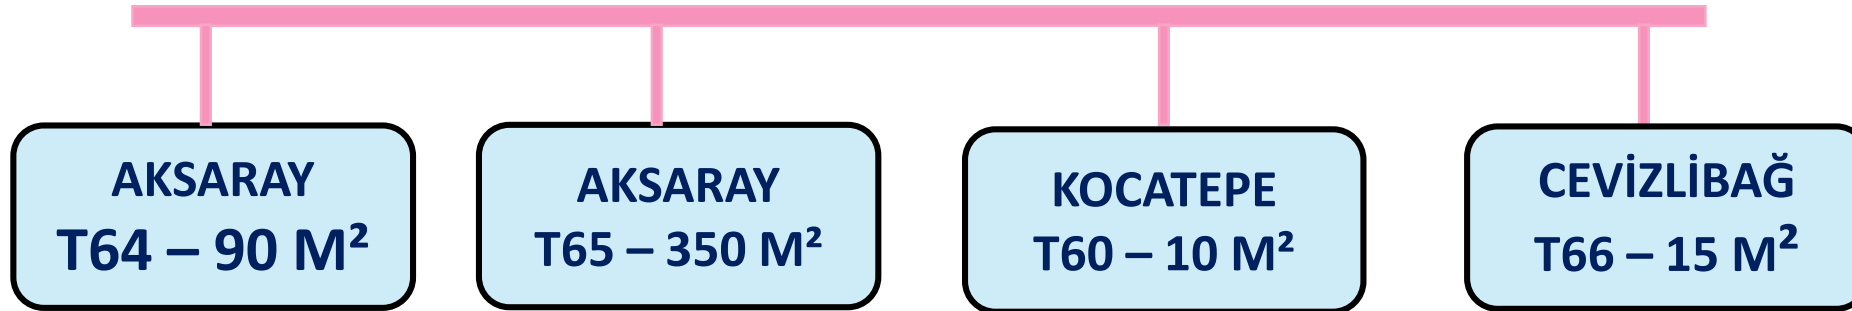 AKSARAY
T64 – 90 M²
AKSARAY
T65 – 350 M²
KOCATEPE
T60 – 10 M²
CEVİZLİBAĞ
T66 – 15 M²